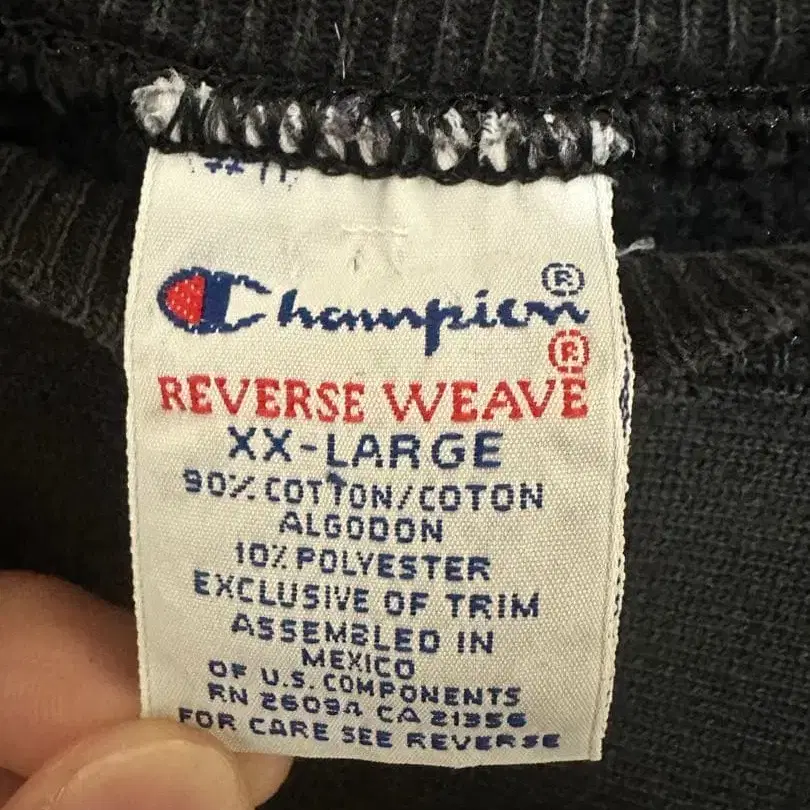 Champion®
REVERSE WEAVE®
XX-LARGE
90% COTTON/COTON
ALGODON
10% POLYESTER
EXCLUSIVE OF TRIM
ASSEMBLED IN
MEXICO
OF U.S. COMPONENTS
RN 26094 CA 21356
FOR CARE SEE REVERSE